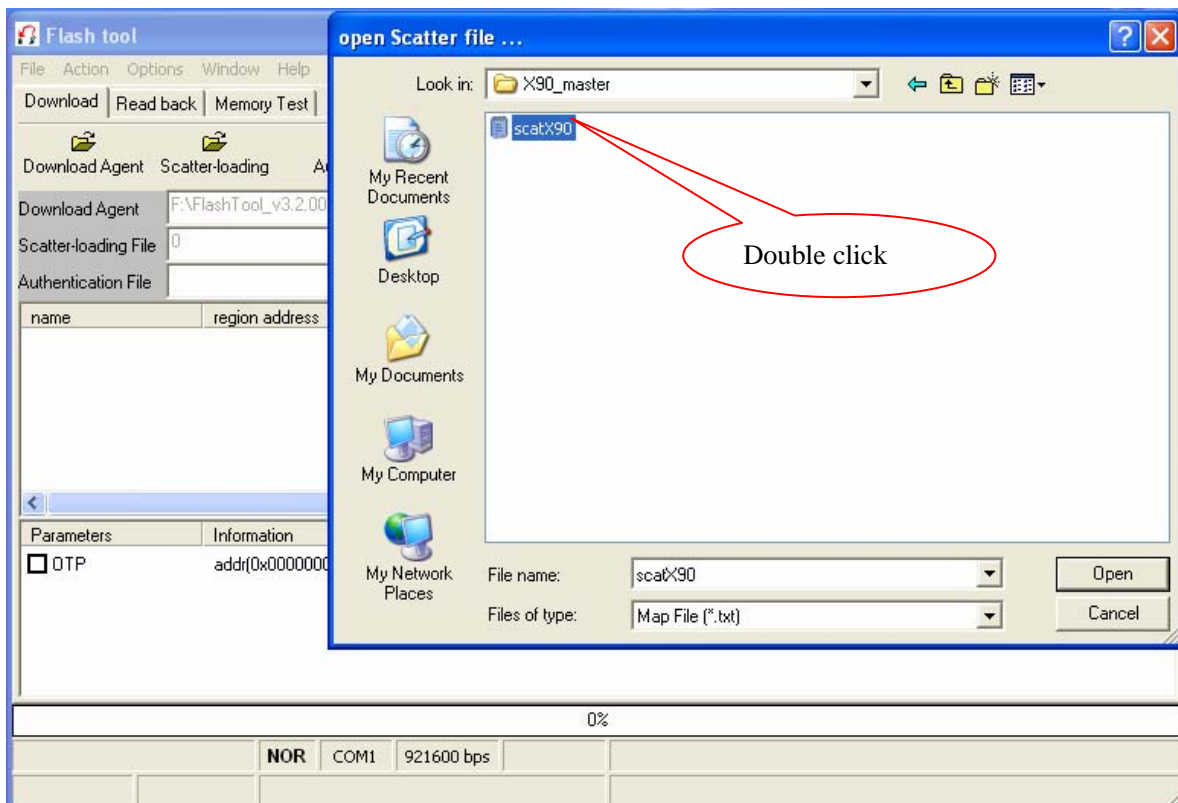 Flash tool
File Action Options Window Help
Download Read back Memory Test
Download Agent Scatter-loading
Download Agent F:\FlashTool_v3.2.00
Scatter-loading File 0
Authentication File
name region address
Parameters Information
OTP addr(0x0000000
open Scatter file ...
Look in: X90_master
scatX90
My Recent
Documents
Desktop
My Documents
My Computer
My Network
Places
Double click
File name: scatX90 Open
Files of type: Map File (*.txt) Cancel
0%
NOR COM1 921600 bps